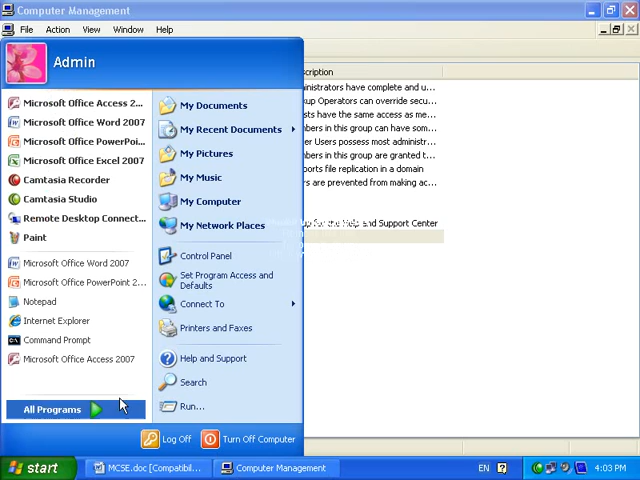 Computer Management
File Action View Window Help
Admin
Microsoft Office Access 2...
Microsoft Office Word 2007
Microsoft Office PowerPoi...
Microsoft Office Excel 2007
Camtasia Recorder
Camtasia Studio
Remote Desktop Connect...
Paint
Microsoft Office Word 2007
Microsoft Office PowerPoint 2...
Notepad
Internet Explorer
Command Prompt
Microsoft Office Access 2007
All Programs
My Documents
My Recent Documents
My Pictures
My Music
My Computer
My Network Places
Control Panel
Set Program Access and
Defaults
Connect To
Printers and Faxes
Help and Support
Search
Run...
Log Off
Turn Off Computer
cription
inistrators have complete and u...
kup Operators can override secu...
sts have the same access as me...
mbers in this group can have som...
er Users possess most administr...
mbers in this group are granted t...
ports file replication in a domain
ers are prevented from making ac...
for the Help and Support Center
start
MCSE.doc [Compatibil...
Computer Management
EN
4:03 PM